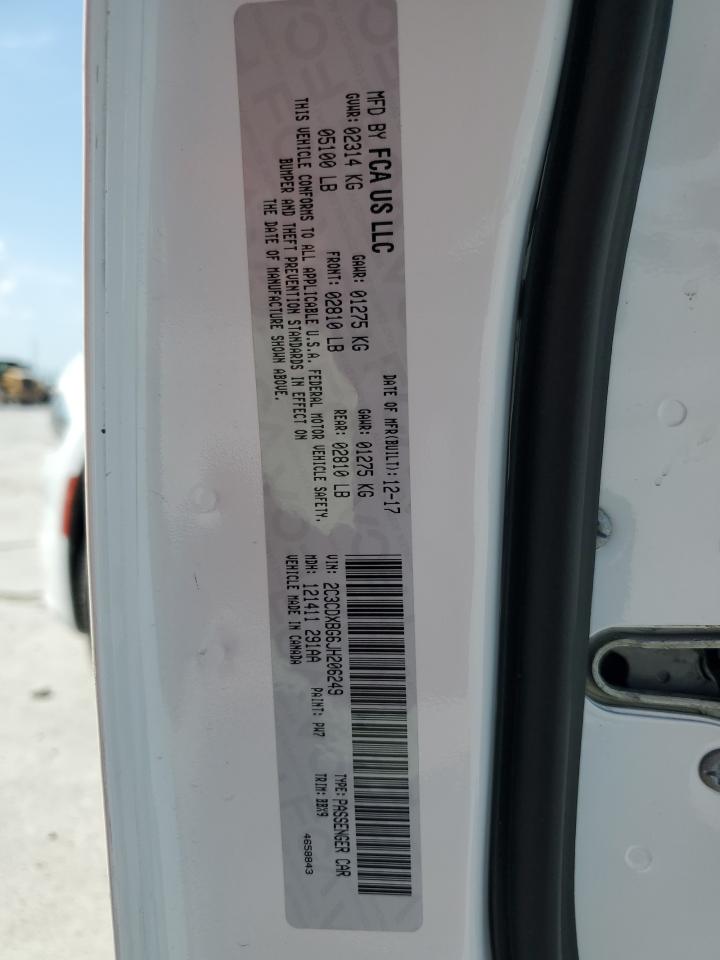 MFD BY FCA US LLC
DATE OF MFR(BUILT): 12-17
GVWR: 02314 KG
GAWR: 01275 KG
GAWR: 01275 KG
05100 LB
FRONT: 02810 LB
REAR: 02810 LB
THIS VEHICLE CONFORMS TO ALL APPLICABLE U.S.A. FEDERAL MOTOR VEHICLE SAFETY,
BUMPER AND THEFT PREVENTION STANDARDS IN EFFECT ON
THE DATE OF MANUFACTURE SHOWN ABOVE.
VIN: 2C3CDXBG6JH206249
TYPE: PASSENGER CAR
MDH: 121411 291AA
PAINT: PW7
TRIM: BBX9
VEHICLE MADE IN CANADA
4658843